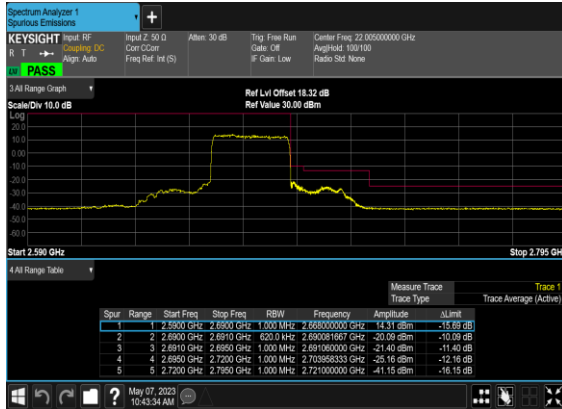 Spectrum Analyzer 1
Spurious Emissions
KEYSIGHT Input: RF Input Z: 50 Ω Atten: 30 dB Trig: Free Run Center Freq: 22.005000000 GHz
R T Coupling: DC Corr CCorr Gate: Off Avg|Hold: 100/100
Align: Auto Freq Ref: Int (S) IF Gain: Low Radio Std: None
PASS
3 All Range Graph Ref Lvl Offset 18.32 dB
Scale/Div 10.0 dB Ref Value 30.00 dBm
Log
20.0
10.0
0.00
-10.0
-20.0
-30.0
-40.0
-50.0
-60.0
Start 2.590 GHz Stop 2.795 GH
4 All Range Table
Measure Trace Trace 1
Trace Type Trace Average (Active)
Spur Range Start Freq Stop Freq RBW Frequency Amplitude ΔLimit
1 1 2.5900 GHz 2.6900 GHz 1.000 MHz 2.668000000 GHz 14.31 dBm -15.69 dB
2 2 2.6900 GHz 2.6910 GHz 620.0 kHz 2.690081667 GHz -20.09 dBm -10.09 dB
3 3 2.6910 GHz 2.6950 GHz 1.000 MHz 2.691060000 GHz -21.40 dBm -11.40 dB
4 4 2.6950 GHz 2.7200 GHz 1.000 MHz 2.703958333 GHz -25.16 dBm -12.16 dB
5 5 2.7200 GHz 2.7950 GHz 1.000 MHz 2.721000000 GHz -41.15 dBm -16.15 dB
May 07, 2023
10:43:34 AM